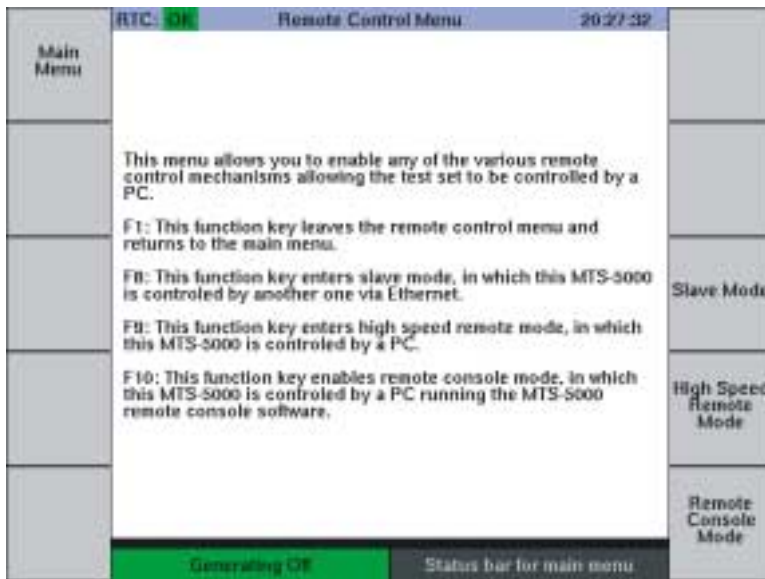 RTC: OK Remote Control Menu 20:27:32
Main
Menu
This menu allows you to enable any of the various remote
control mechanisms allowing the test set to be controlled by a
PC.
F1: This function key leaves the remote control menu and
returns to the main menu.
F8: This function key enters slave mode, in which this MTS-5000
is controled by another one via Ethernet.
F9: This function key enters high speed remote mode, in which
this MTS-5000 is controled by a PC.
F10: This function key enables remote console mode, in which
this MTS-5000 is controled by a PC running the MTS-5000
remote console software.
Slave Mode
High Speed
Remote
Mode
Remote
Console
Mode
Generating Off Status bar for main menu